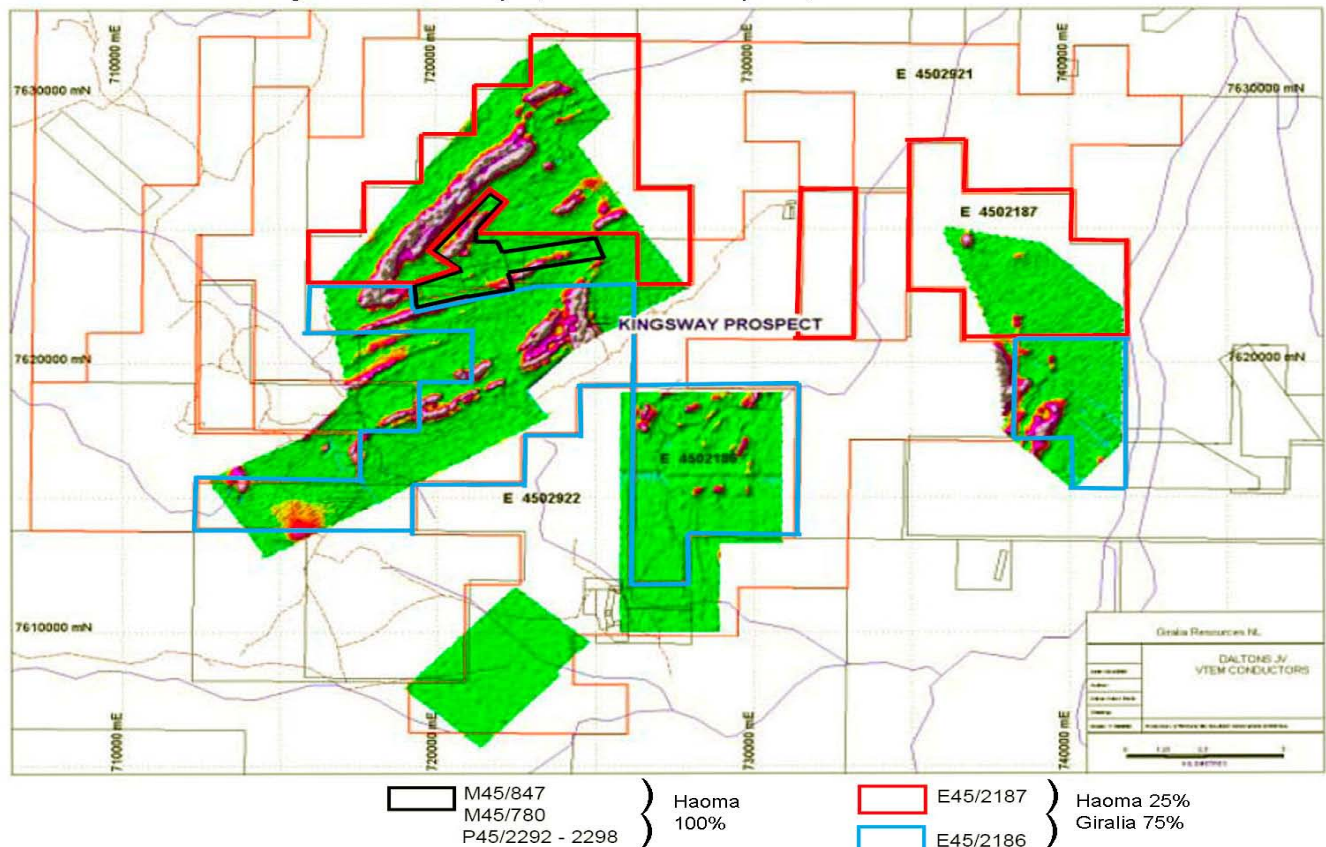 710000 mE
720000 mE
730000 mE
740000 mE
E 4502921
7630000 mN
7630000 mN
E 4502187
KINGSWAY PROSPECT
7620000 mN
7620000 mN
E 4502186
E 4502922
7610000 mN
Giralia Resources NL
DALTONS JV
VTEM CONDUCTORS
710000 mE
720000 mE
730000 mE
740000 mE
KILOMETRES
M45/847
M45/780
P45/2292 - 2298
Haoma
100%
E45/2187
E45/2186
Haoma 25%
Giralia 75%